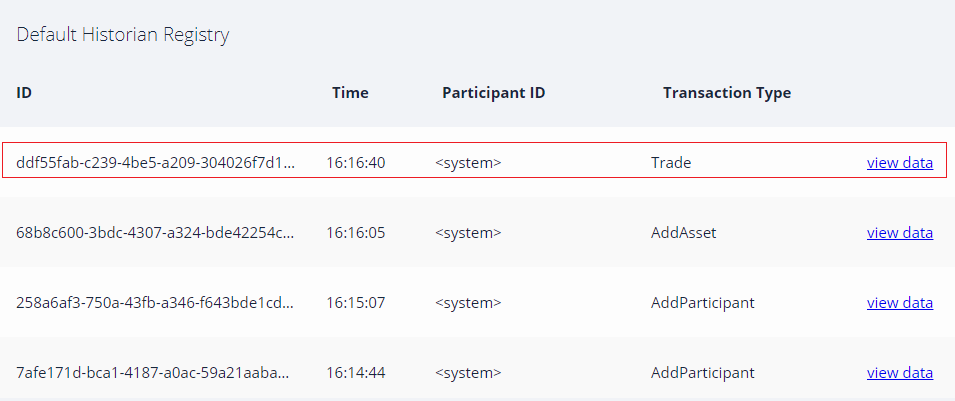 Default Historian Registry
ID Time Participant ID Transaction Type
ddf55fab-c239-4be5-a209-304026f7d1... 16:16:40 <system> Trade view data
68b8c600-3bdc-4307-a324-bde42254c... 16:16:05 <system> AddAsset view data
258a6af3-750a-43fb-a346-f643bde1cd... 16:15:07 <system> AddParticipant view data
7afe171d-bca1-4187-a0ac-59a21aaba... 16:14:44 <system> AddParticipant view data